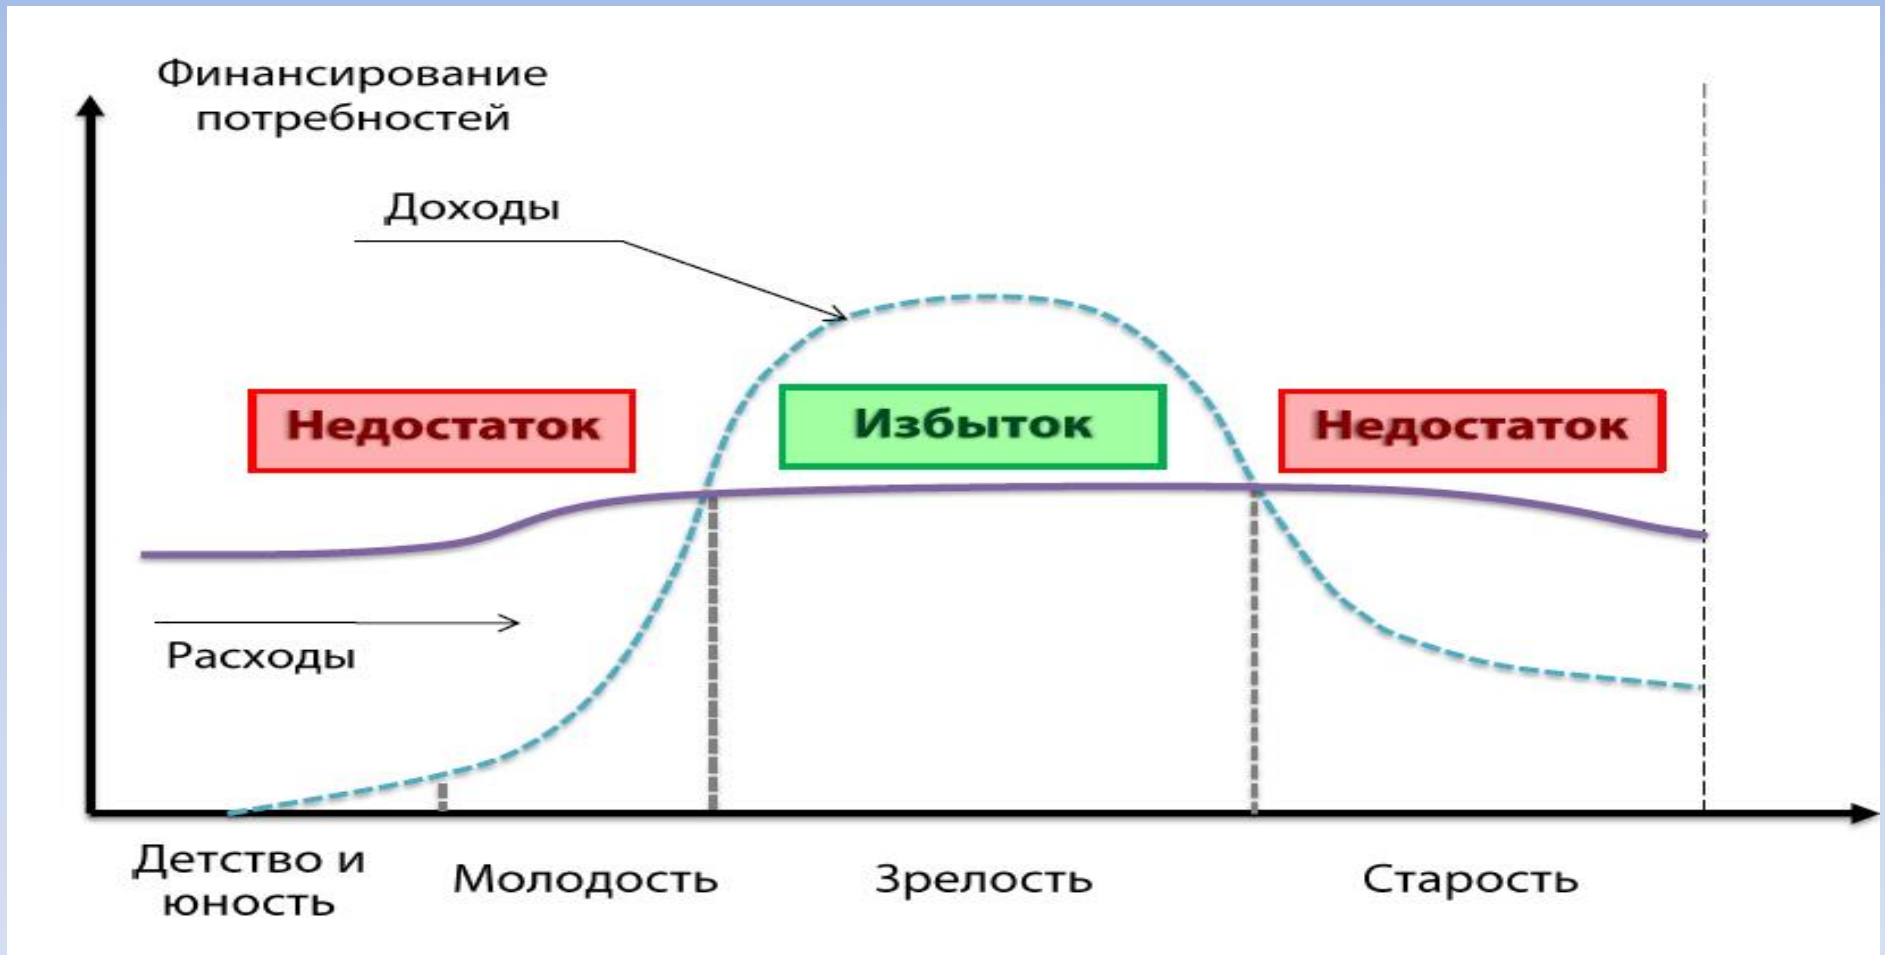 Финансирование
потребностей
Доходы
Недостаток
Избыток
Недостаток
Расходы
Детство и
юность
Молодость
Зрелость
Старость